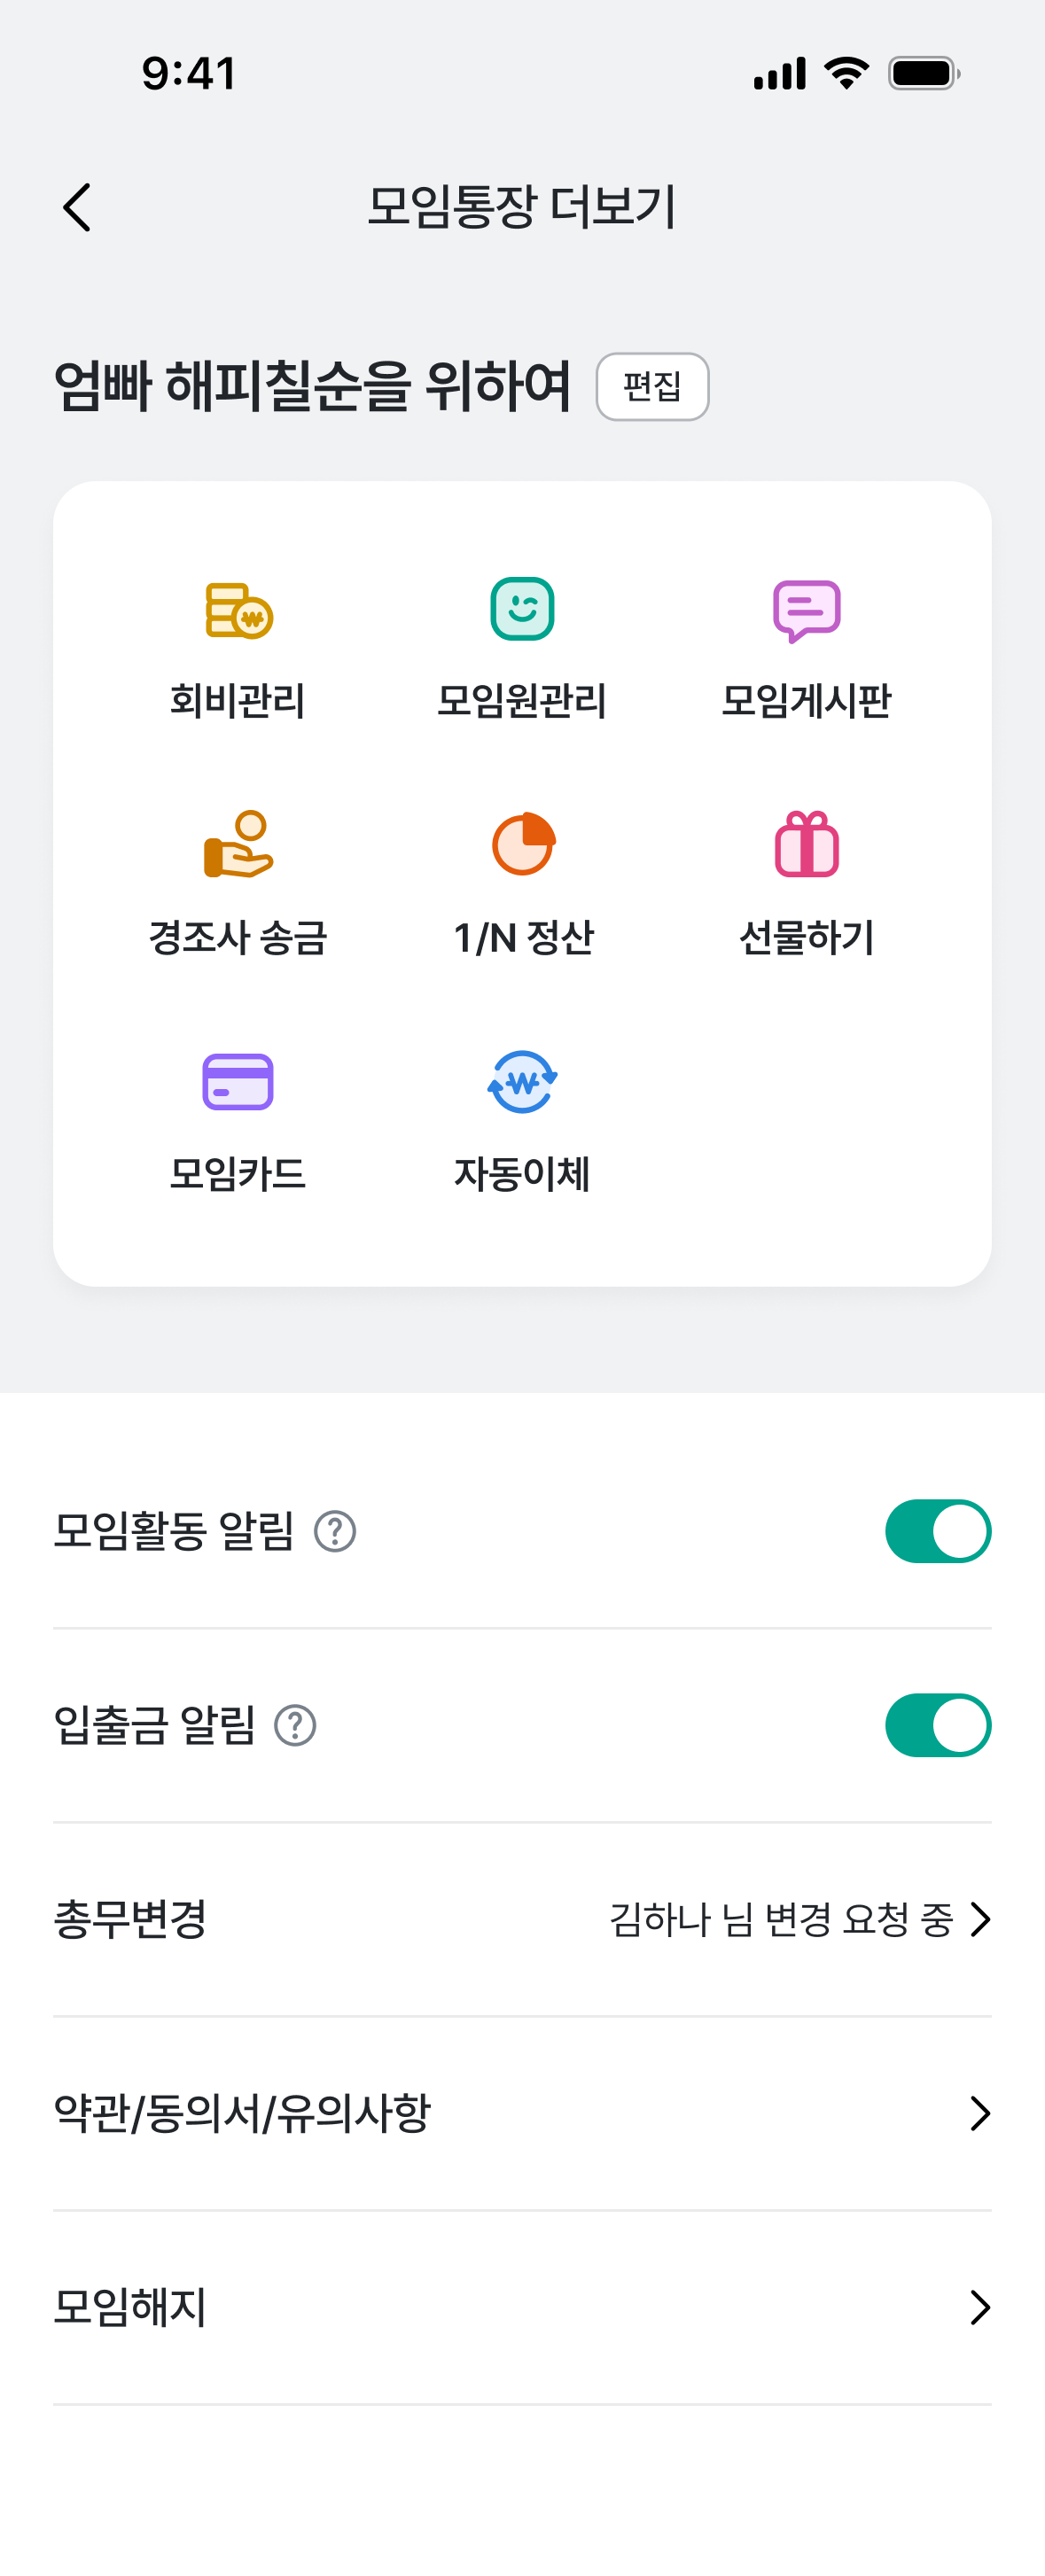 9:41
모임통장 더보기
엄빠 해피칠순을 위하여 편집
회비관리 모임원관리 모임게시판
경조사 송금 1/N 정산 선물하기
모임카드 자동이체
모임활동 알림
입출금 알림
총무변경 김하나 님 변경 요청 중
약관/동의서/유의사항
모임해지